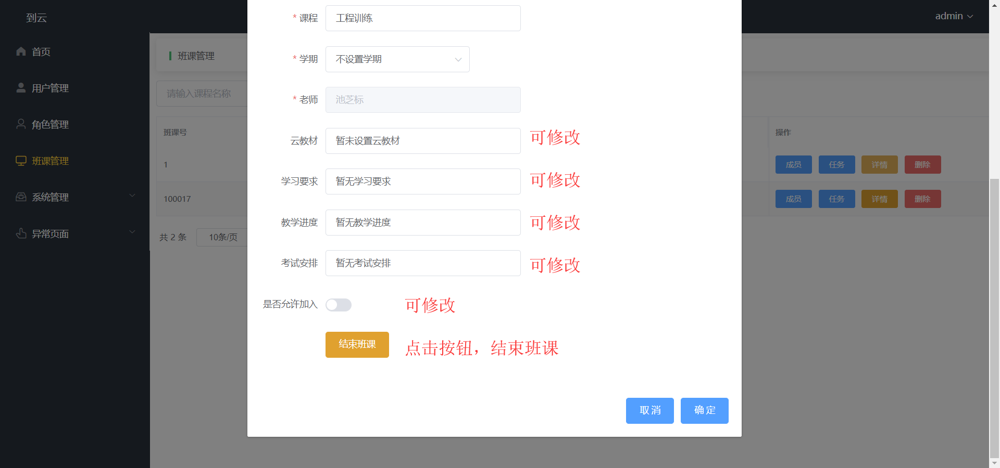 到云
admin
首页
用户管理
角色管理
班课管理
系统管理
异常页面
班课管理
请输入课程名称
班课号
操作
1
成员 任务 详情 删除
100017
成员 任务 详情 删除
共 2 条
10条/页
* 课程 工程训练
* 学期 不设置学期
* 老师 池芝标
云教材 暂未设置云教材 可修改
学习要求 暂无学习要求 可修改
教学进度 暂无教学进度 可修改
考试安排 暂无考试安排 可修改
是否允许加入 可修改
结束班课 点击按钮，结束班课
取消 确定